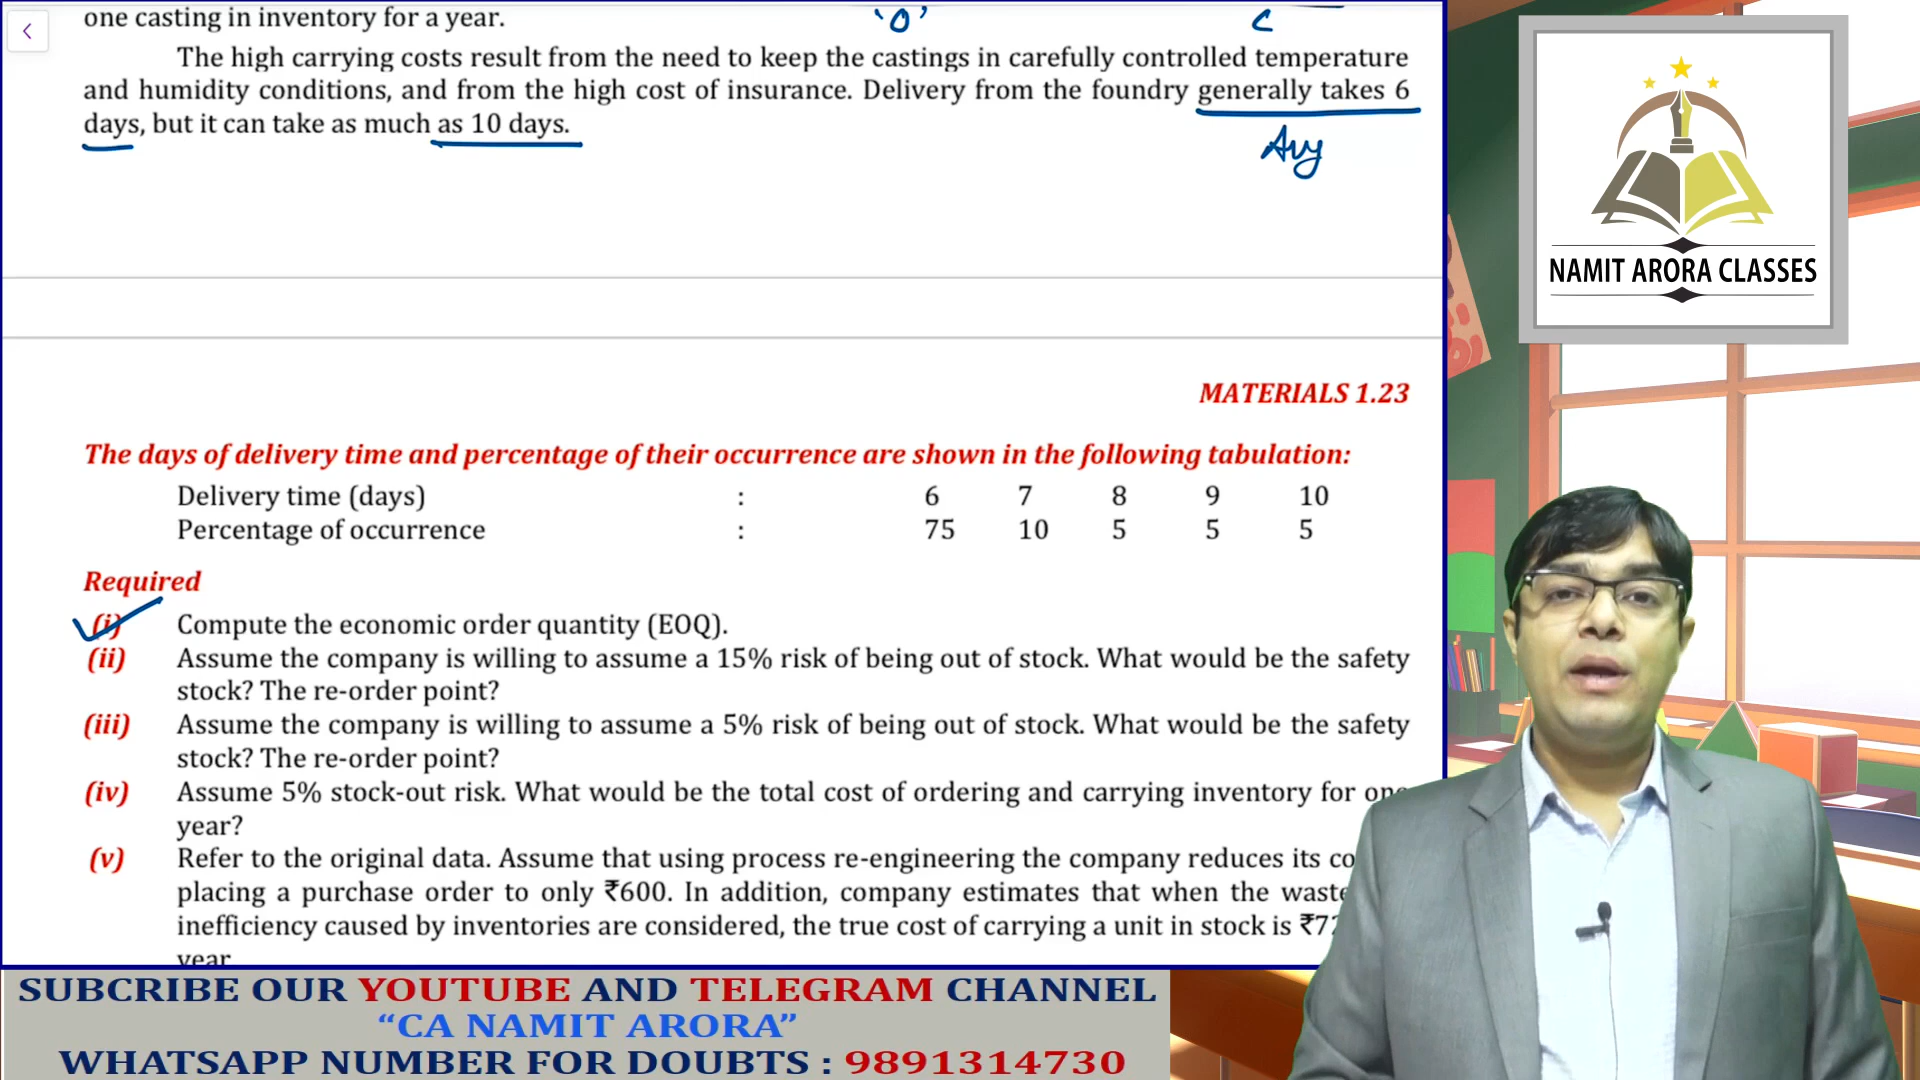 one casting in inventory for a year.
'O'
C
The high carrying costs result from the need to keep the castings in carefully controlled temperature
and humidity conditions, and from the high cost of insurance. Delivery from the foundry generally takes 6
days, but it can take as much as 10 days.
Avg
NAMIT ARORA CLASSES
MATERIALS 1.23
The days of delivery time and percentage of their occurrence are shown in the following tabulation:
Delivery time (days) : 6 7 8 9 10
Percentage of occurrence : 75 10 5 5 5
Required
(i) Compute the economic order quantity (EOQ).
(ii) Assume the company is willing to assume a 15% risk of being out of stock. What would be the safety
stock? The re-order point?
(iii) Assume the company is willing to assume a 5% risk of being out of stock. What would be the safety
stock? The re-order point?
(iv) Assume 5% stock-out risk. What would be the total cost of ordering and carrying inventory for one
year?
(v) Refer to the original data. Assume that using process re-engineering the company reduces its
placing a purchase order to only ₹600. In addition, company estimates that when the
inefficiency caused by inventories are considered, the true cost of carrying a unit in stock is
year
SUBCRIBE OUR YOUTUBE AND TELEGRAM CHANNEL
“CA NAMIT ARORA”
WHATSAPP NUMBER FOR DOUBTS : 9891314730